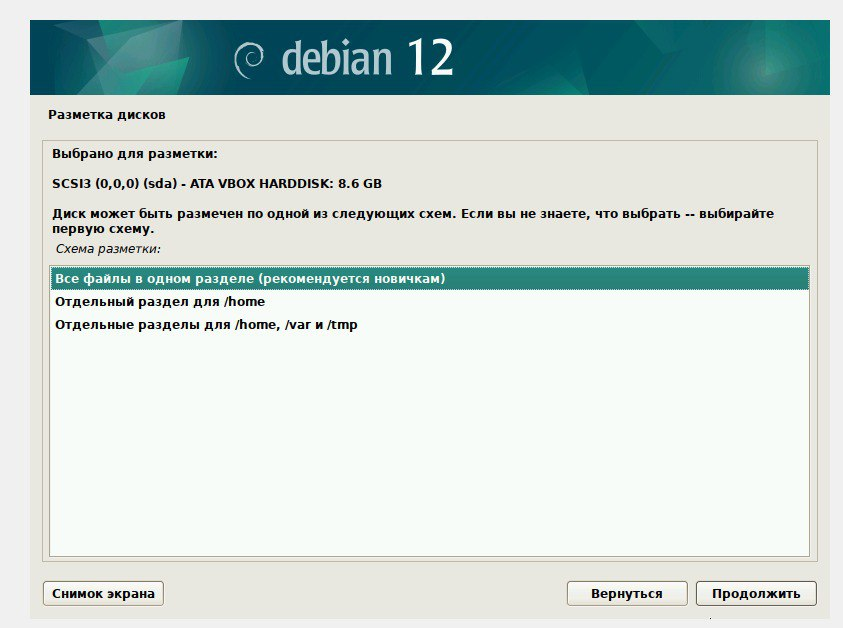 debian 12
Разметка дисков
Выбрано для разметки:
SCSI3 (0,0,0) (sda) - ATA VBOX HARDDISK: 8.6 GB
Диск может быть размечен по одной из следующих схем. Если вы не знаете, что выбрать -- выбирайте
первую схему.
Схема разметки:
Все файлы в одном разделе (рекомендуется новичкам)
Отдельный раздел для /home
Отдельные разделы для /home, /var и /tmp
Снимок экрана
Вернуться
Продолжить